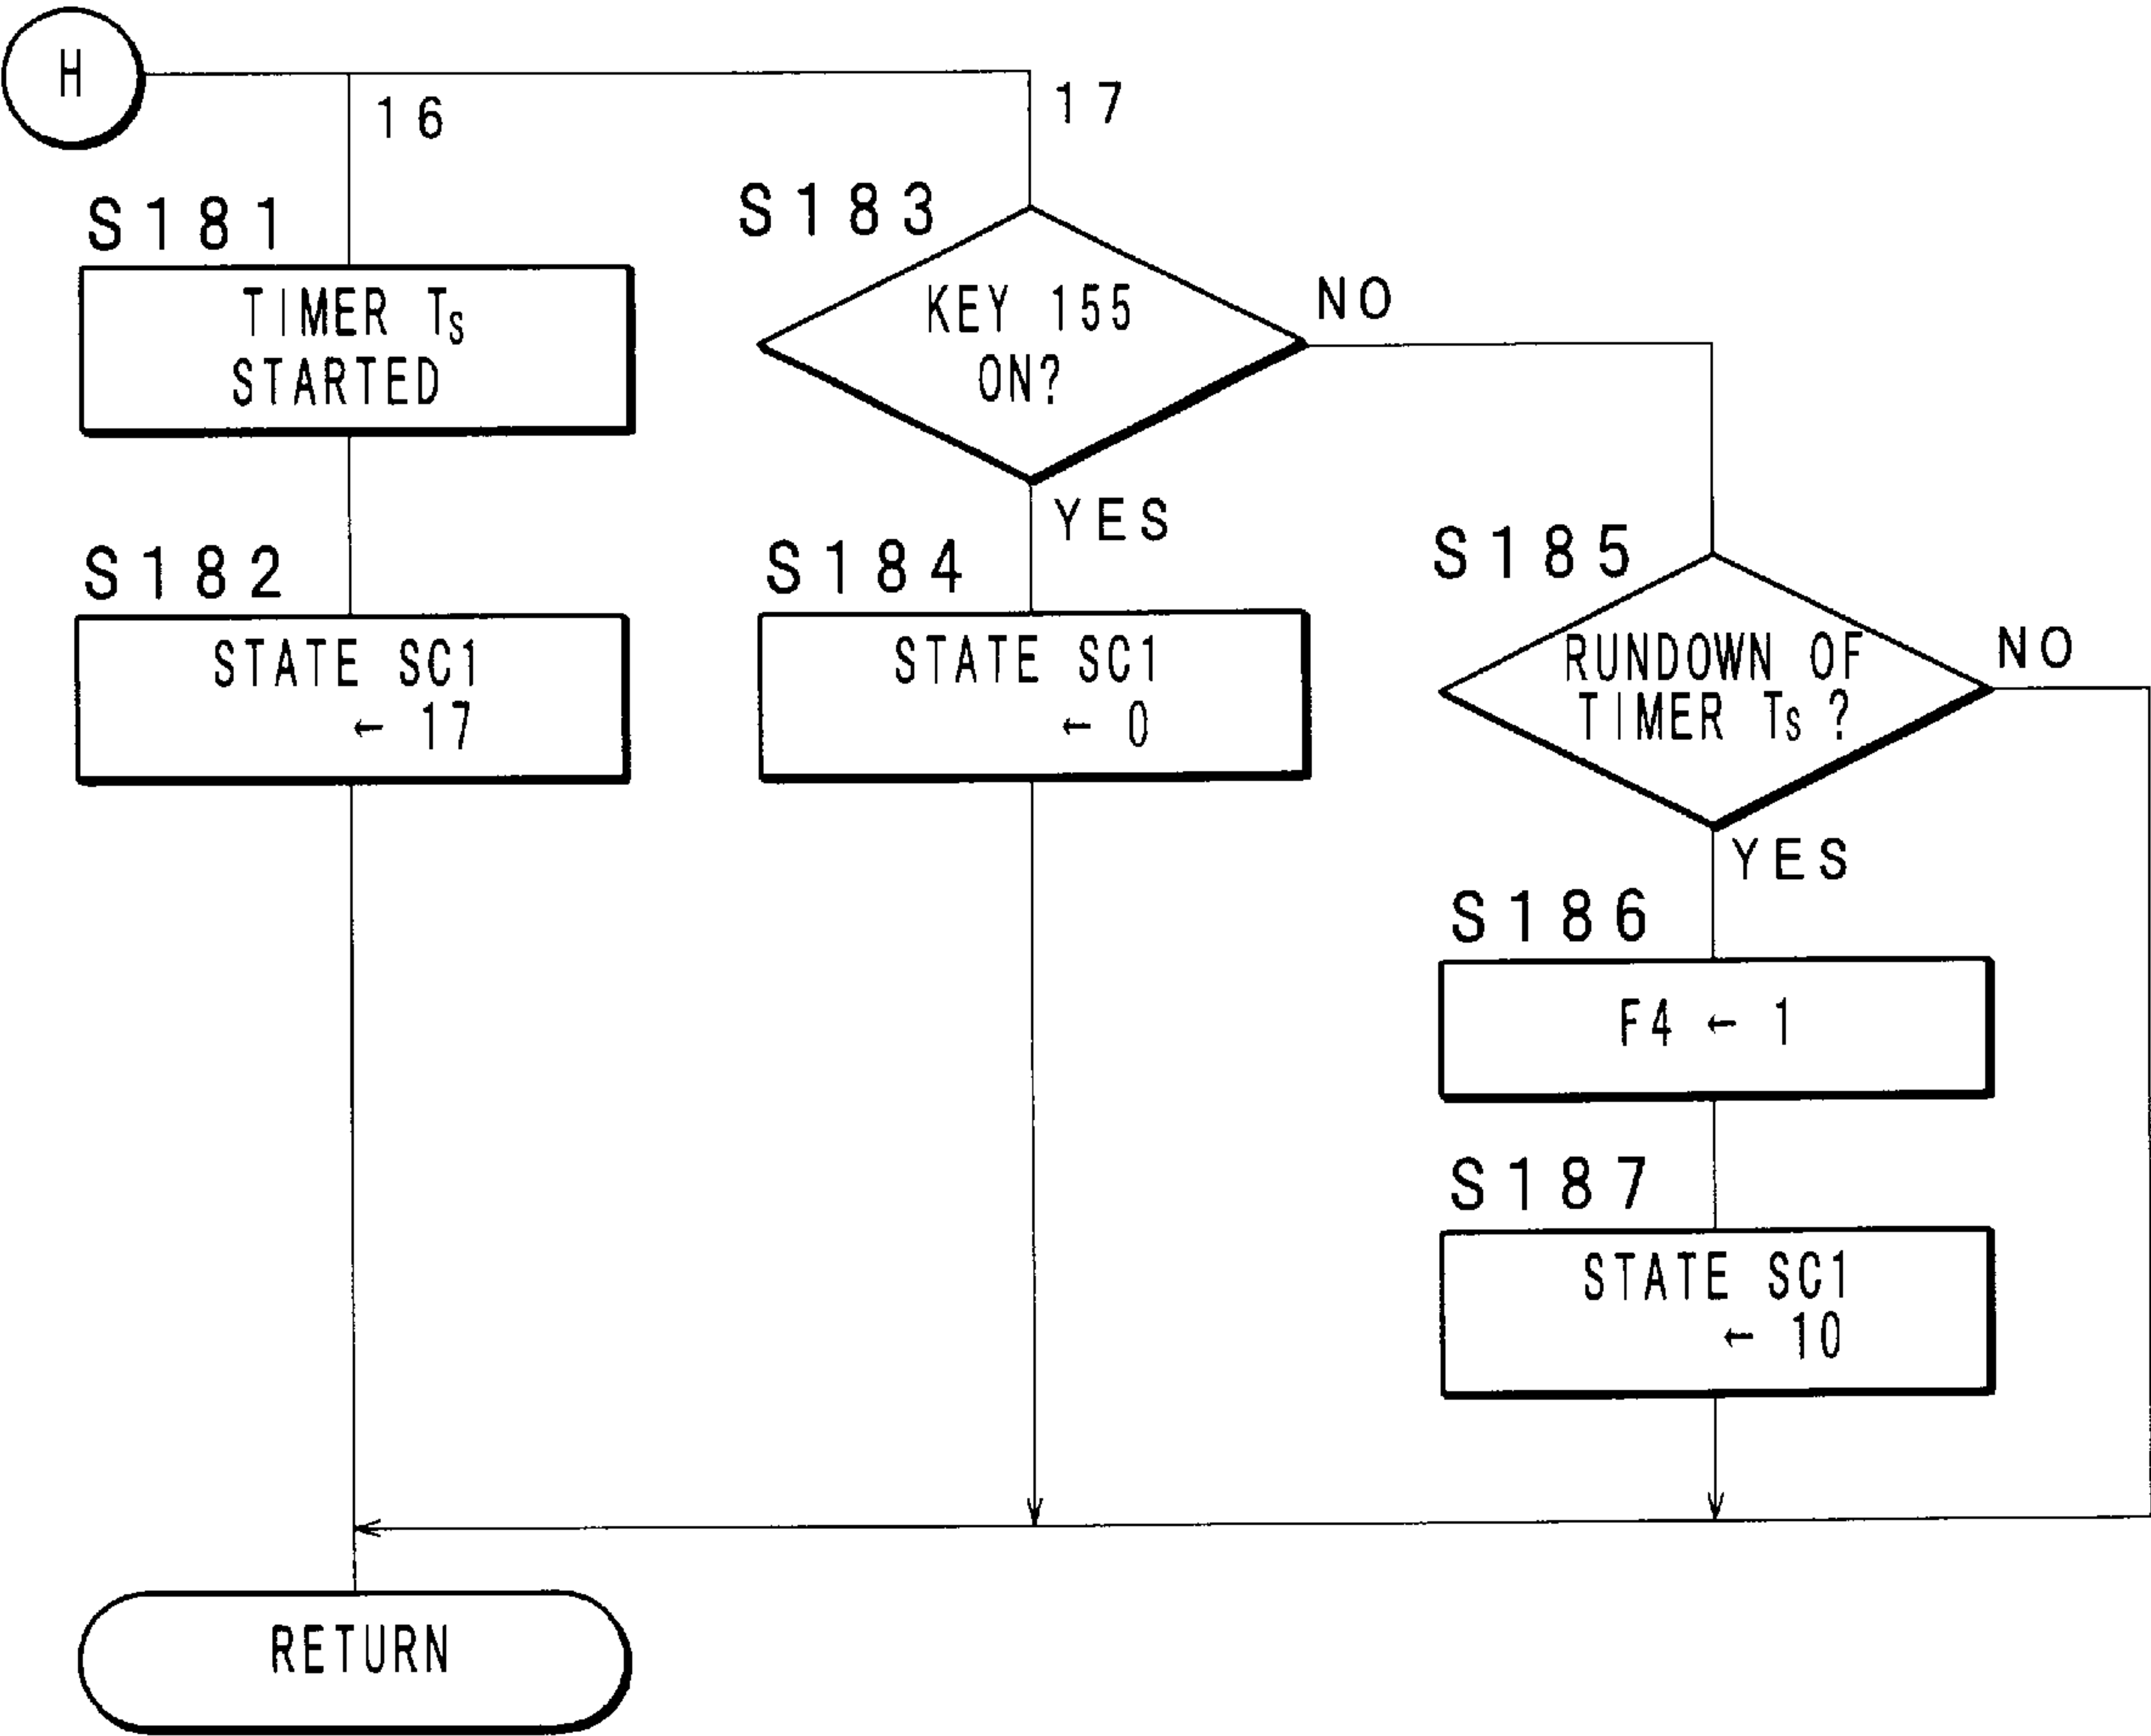 H
16
17
S181
TIMER Ts
STARTED
S182
STATE SC1
← 17
S183
KEY 155
ON?
NO
YES
S184
STATE SC1
← 0
S185
RUNDOWN OF
TIMER Ts ?
NO
YES
S186
F4 ← 1
S187
STATE SC1
← 10
RETURN